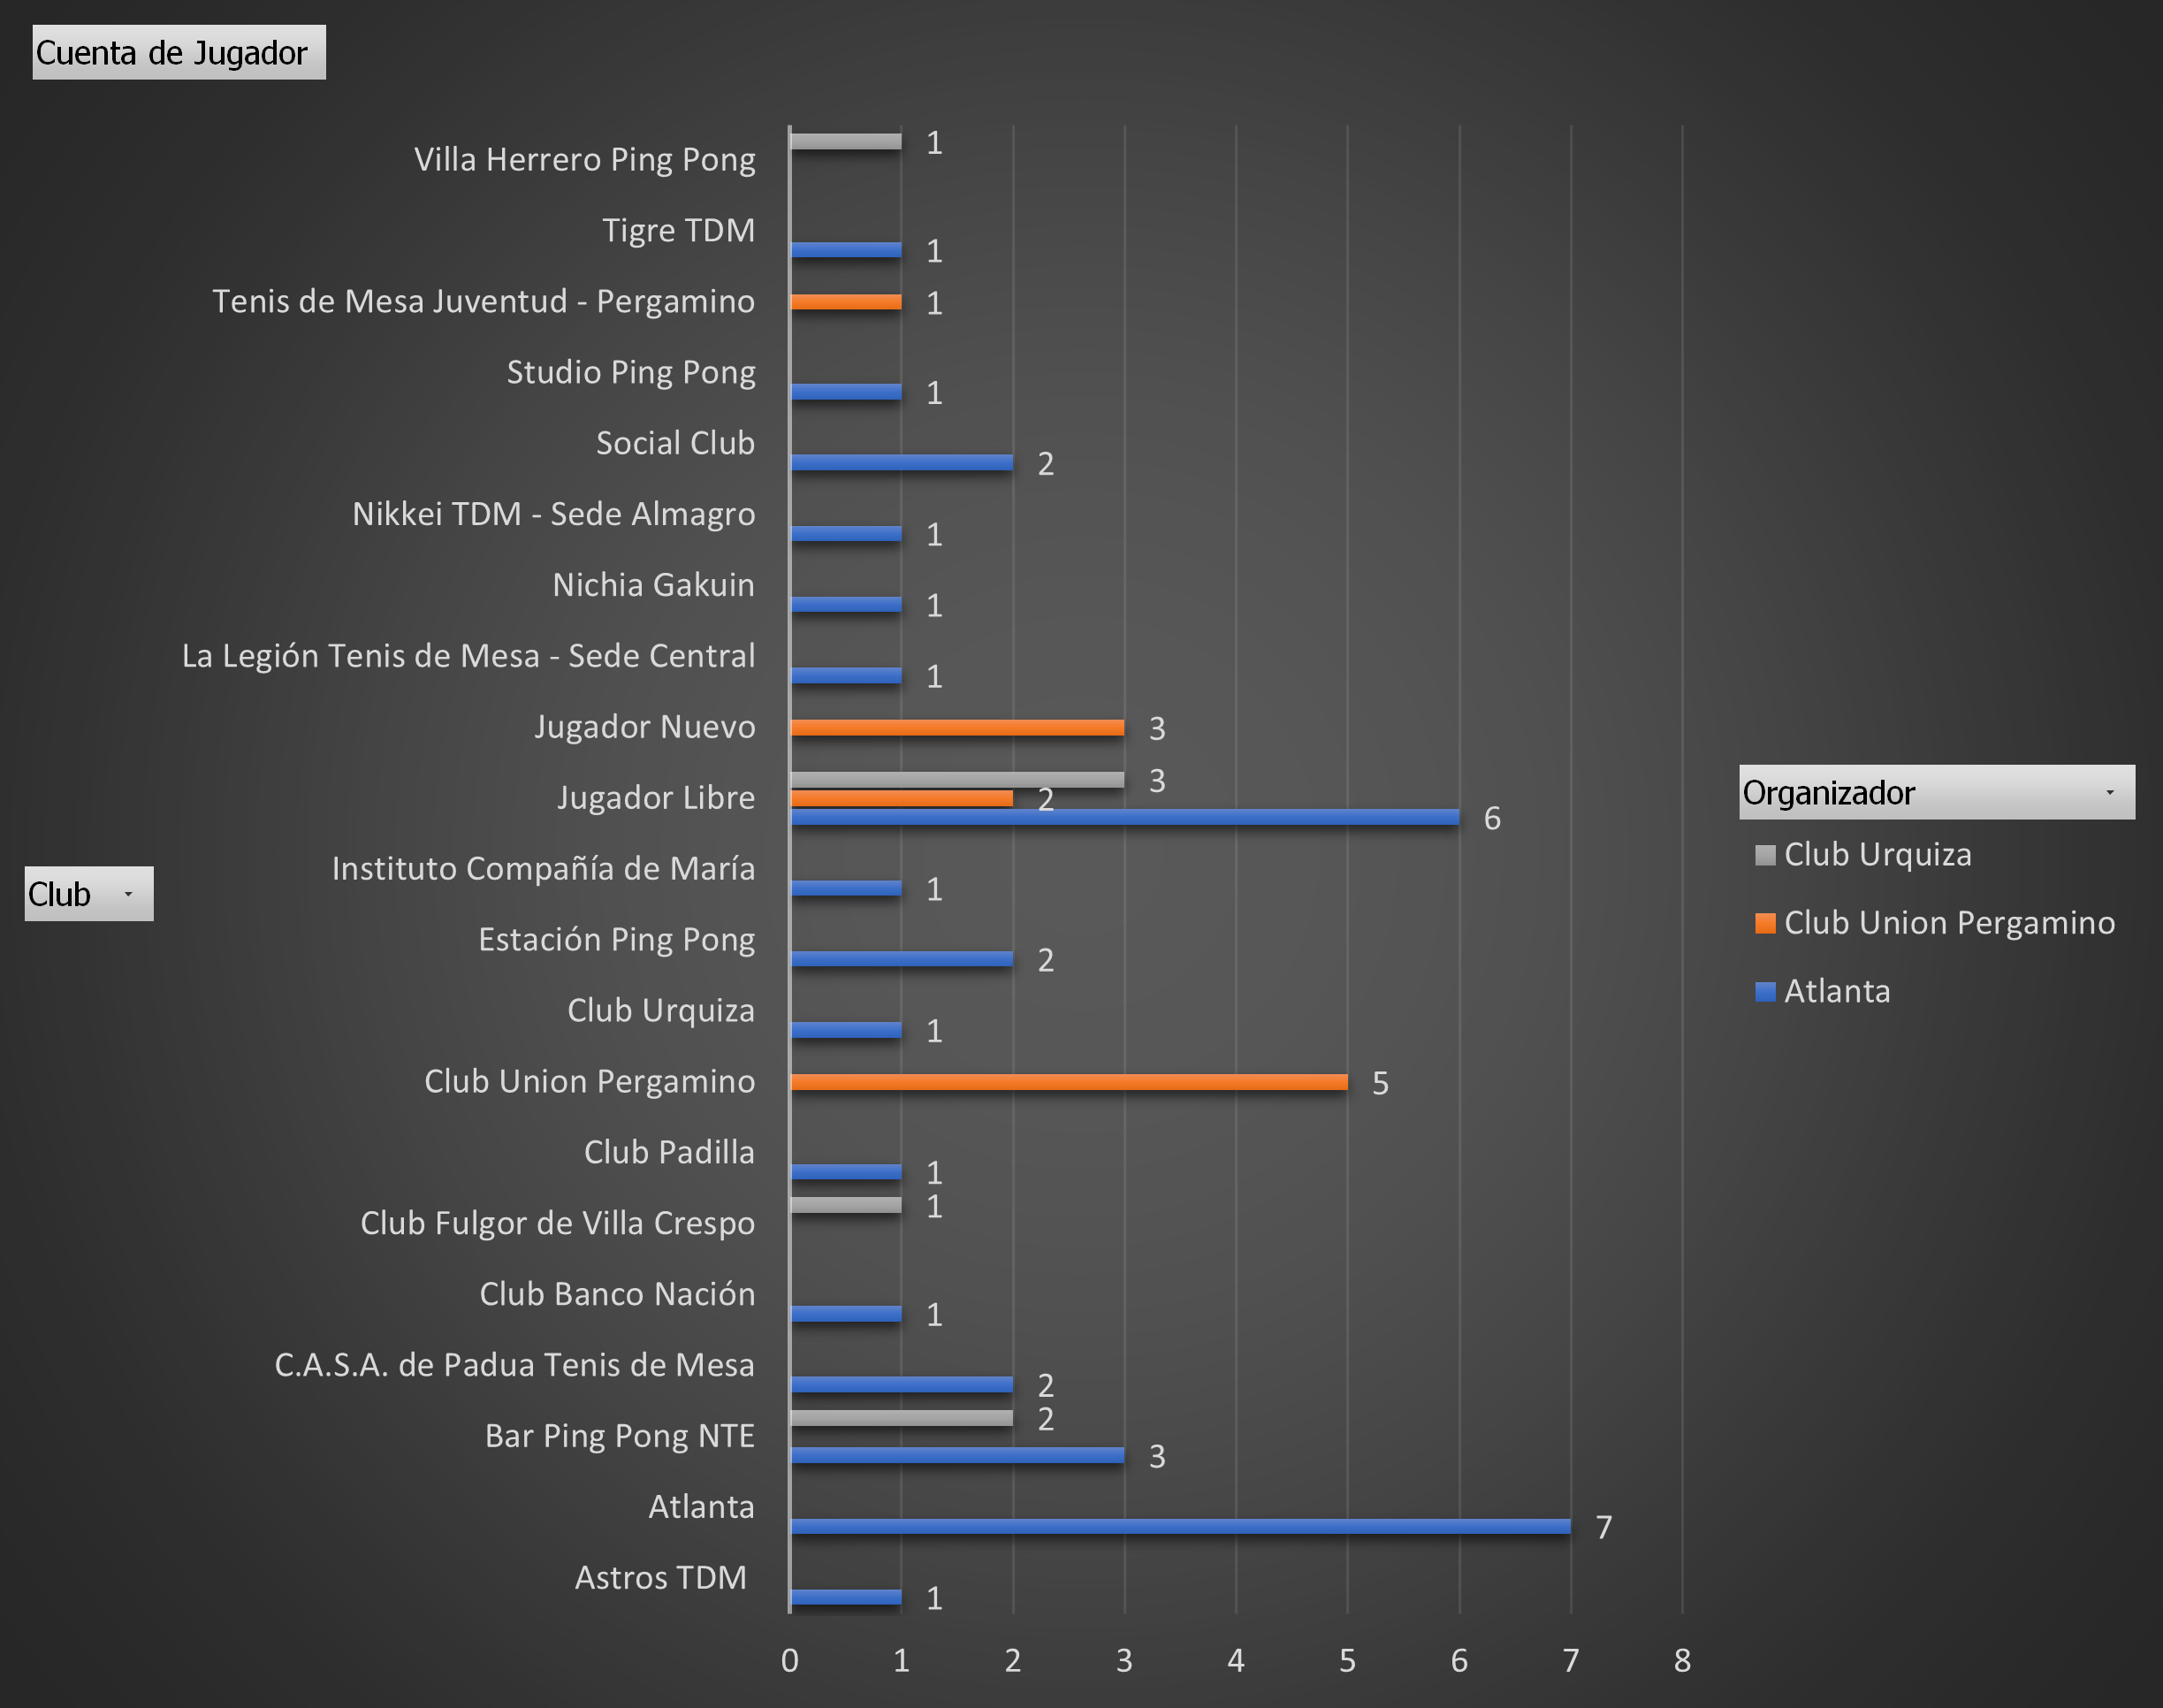 Cuenta de Jugador
Villa Herrero Ping Pong 1
Tigre TDM 1
Tenis de Mesa Juventud - Pergamino 1
Studio Ping Pong 1
Social Club 2
Nikkei TDM - Sede Almagro 1
Nichia Gakuin 1
La Legión Tenis de Mesa - Sede Central 1
Jugador Nuevo 3
3
Jugador Libre 2
6
Instituto Compañía de María 1
Estación Ping Pong 2
Club Urquiza 1
Club Union Pergamino 5
Club Padilla 1
Club Fulgor de Villa Crespo 1
Club Banco Nación 1
C.A.S.A. de Padua Tenis de Mesa 2
2
Bar Ping Pong NTE 3
Atlanta 7
Astros TDM 1
0 1 2 3 4 5 6 7 8
Club
Organizador
Club Urquiza
Club Union Pergamino
Atlanta